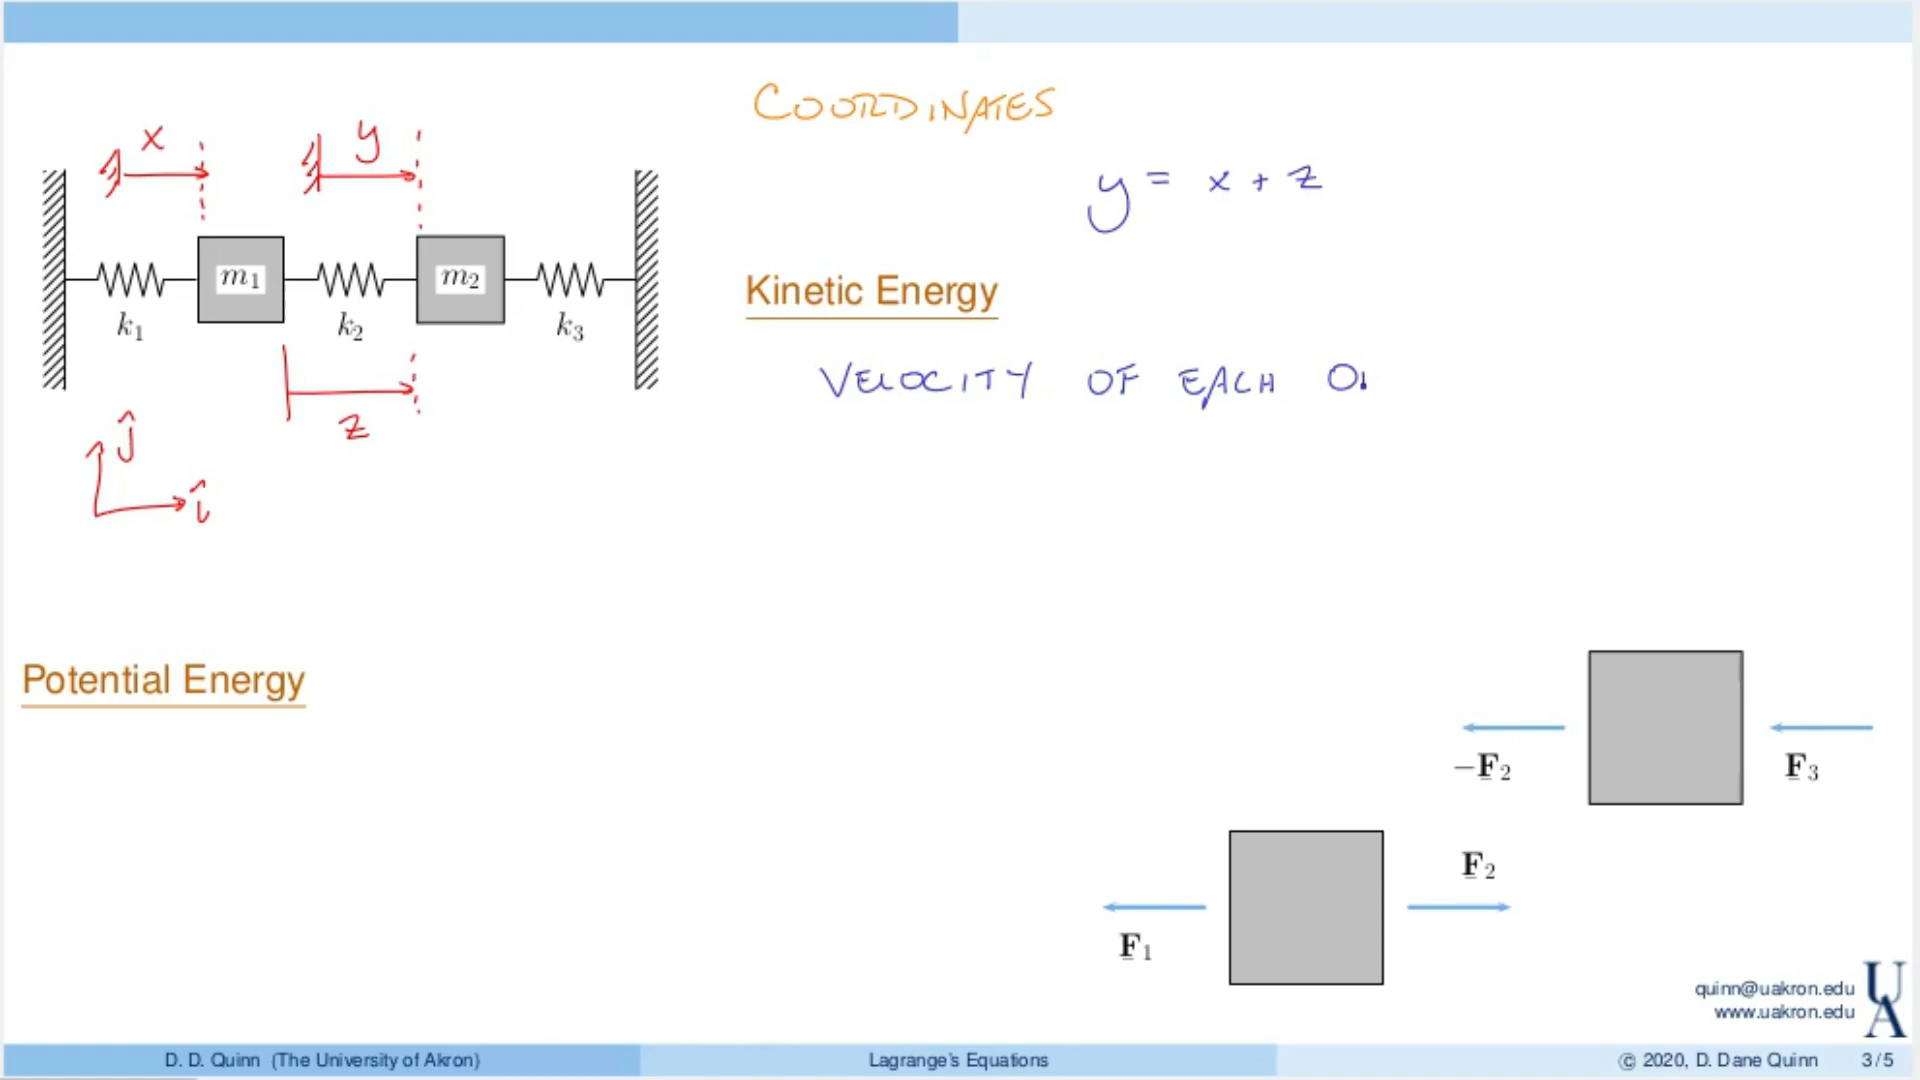 COORDINATES
x
y
y = x + z
m1
m2
k1
k2
k3
Kinetic Energy
VELOCITY OF EACH
z
ĵ
î
Potential Energy
−F2
F3
F2
F1
quinn@uakron.edu
www.uakron.edu
UA
D. D. Quinn (The University of Akron)
Lagrange's Equations
© 2020, D. Dane Quinn
3 / 5